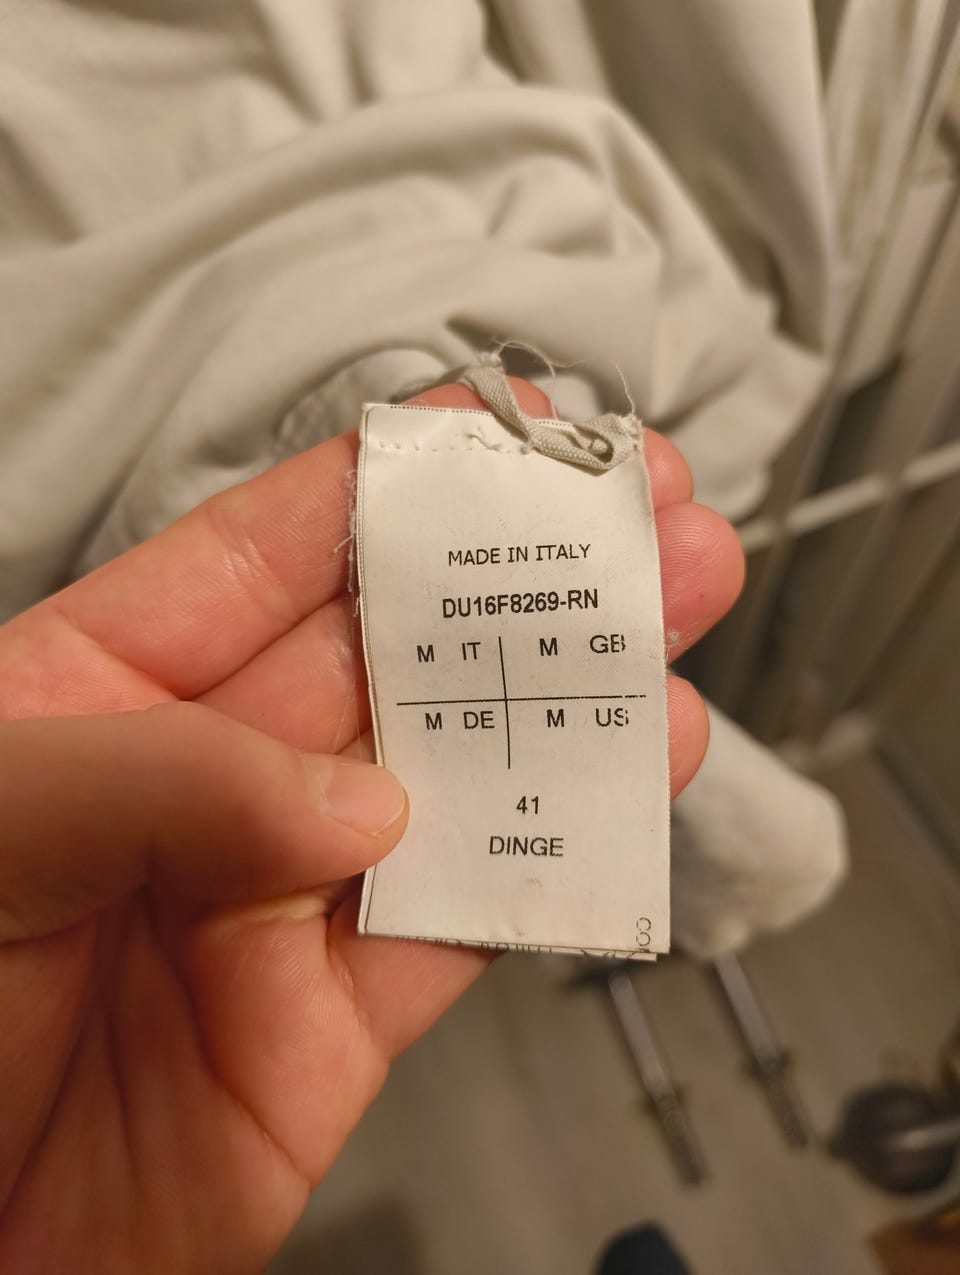 MADE IN ITALY
DU16F8269-RN
M IT M GB
M DE M US
41
DINGE